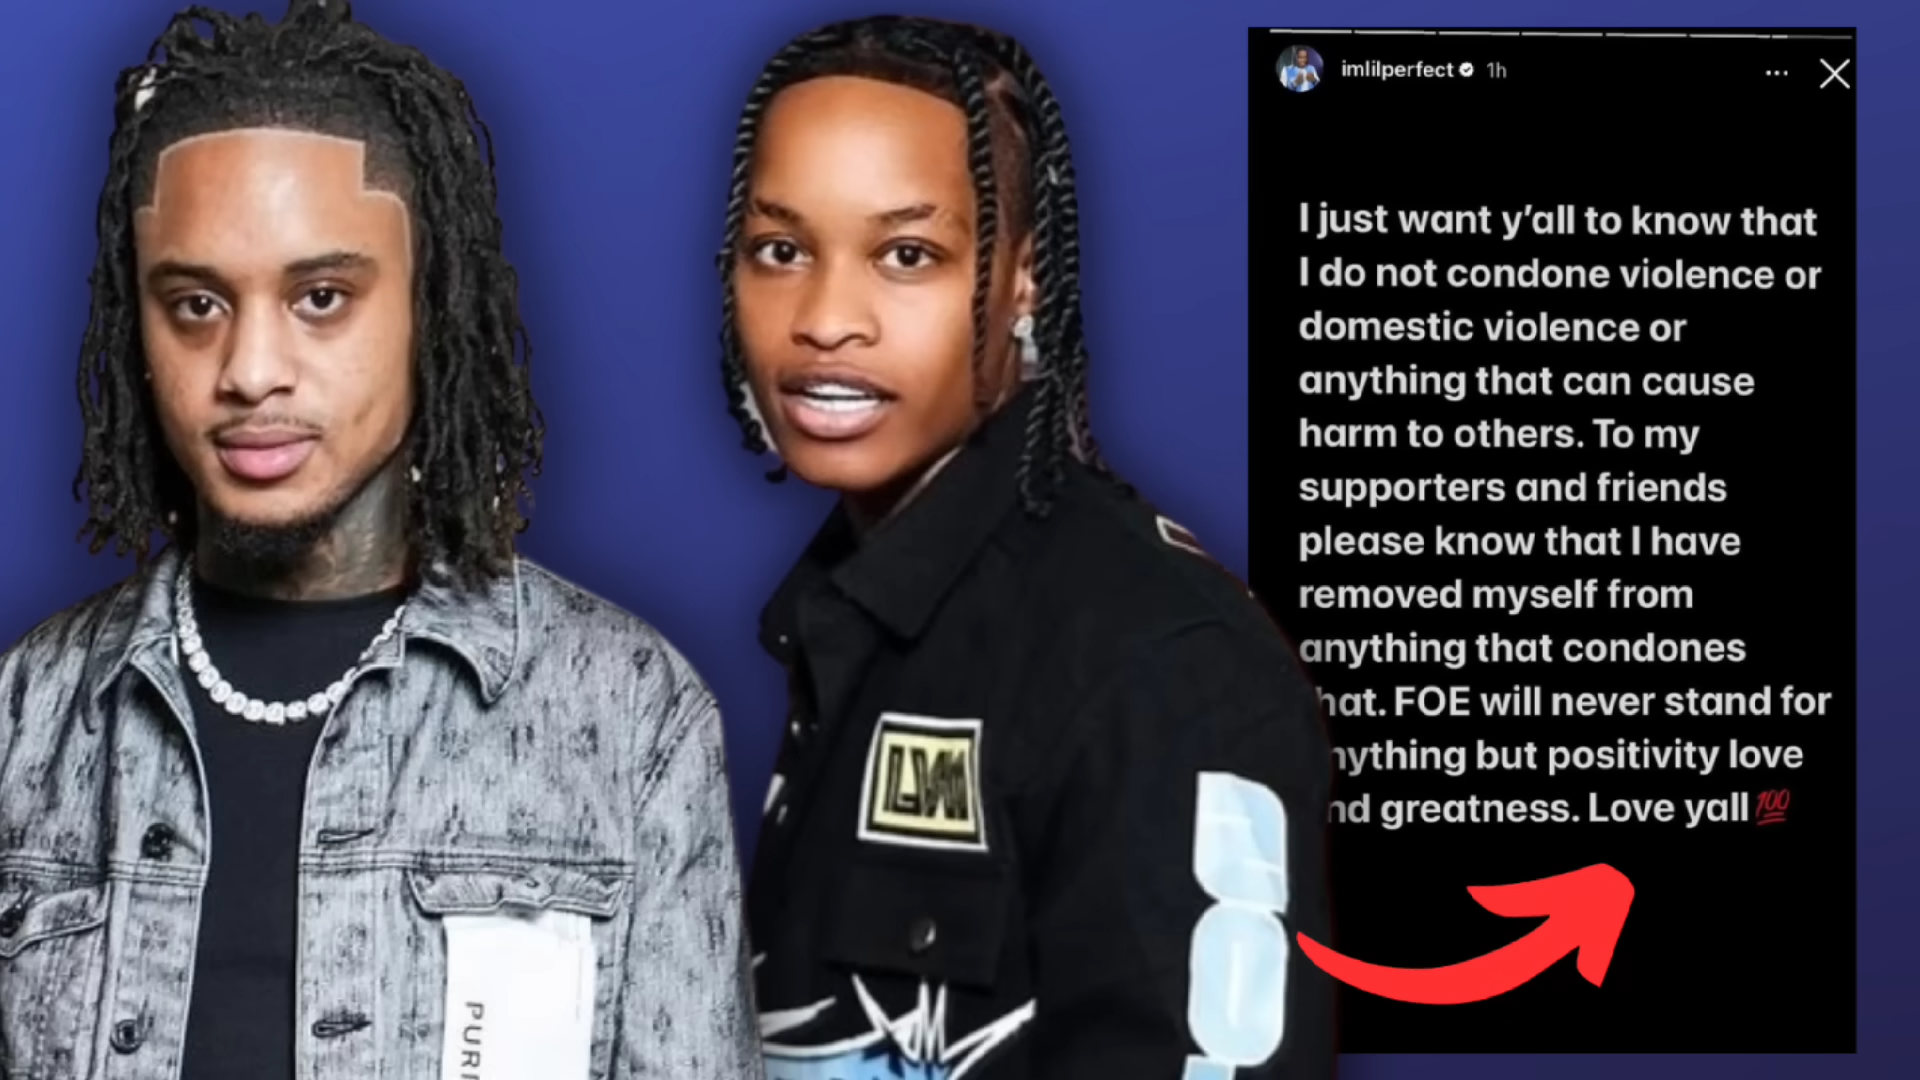 imlilperfect 1h
I just want y'all to know that
I do not condone violence or
domestic violence or
anything that can cause
harm to others. To my
supporters and friends
please know that I have
removed myself from
anything that condones
hat. FOE will never stand for
nything but positivity love
nd greatness. Love yall💯